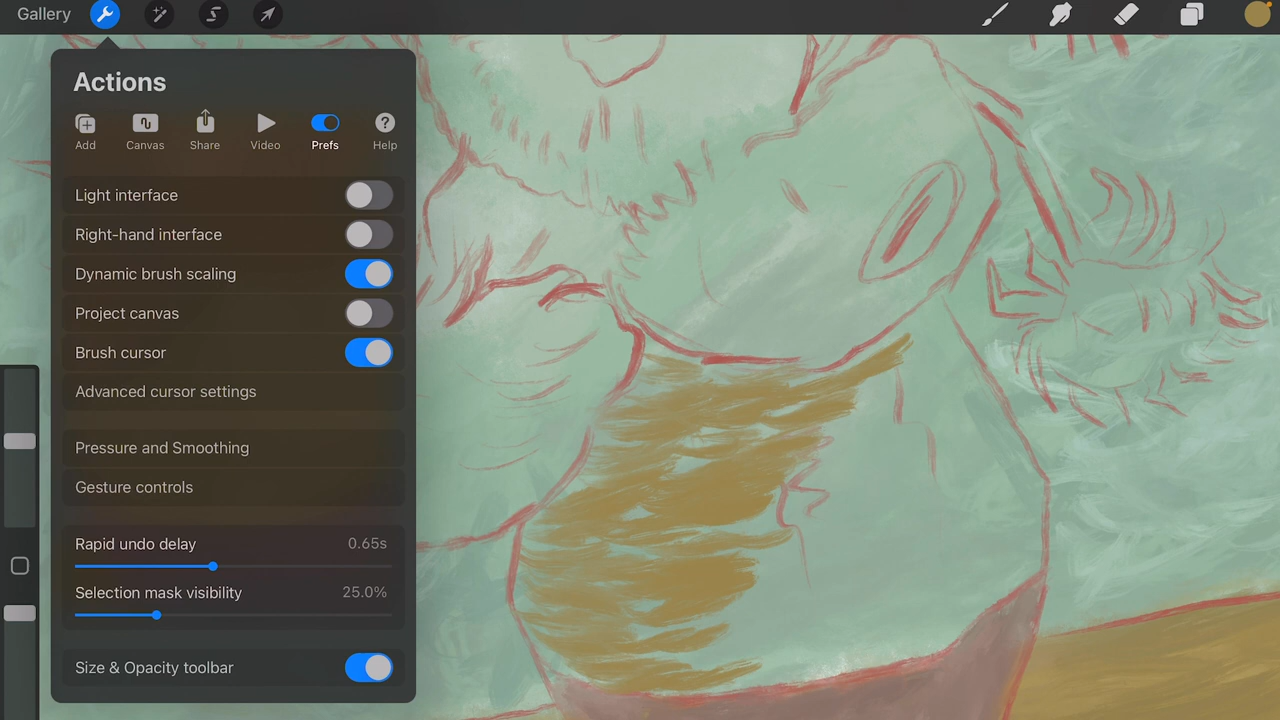 Gallery
Actions
Add Canvas Share Video Prefs Help
Light interface
Right-hand interface
Dynamic brush scaling
Project canvas
Brush cursor
Advanced cursor settings
Pressure and Smoothing
Gesture controls
Rapid undo delay 0.65s
Selection mask visibility 25.0%
Size & Opacity toolbar